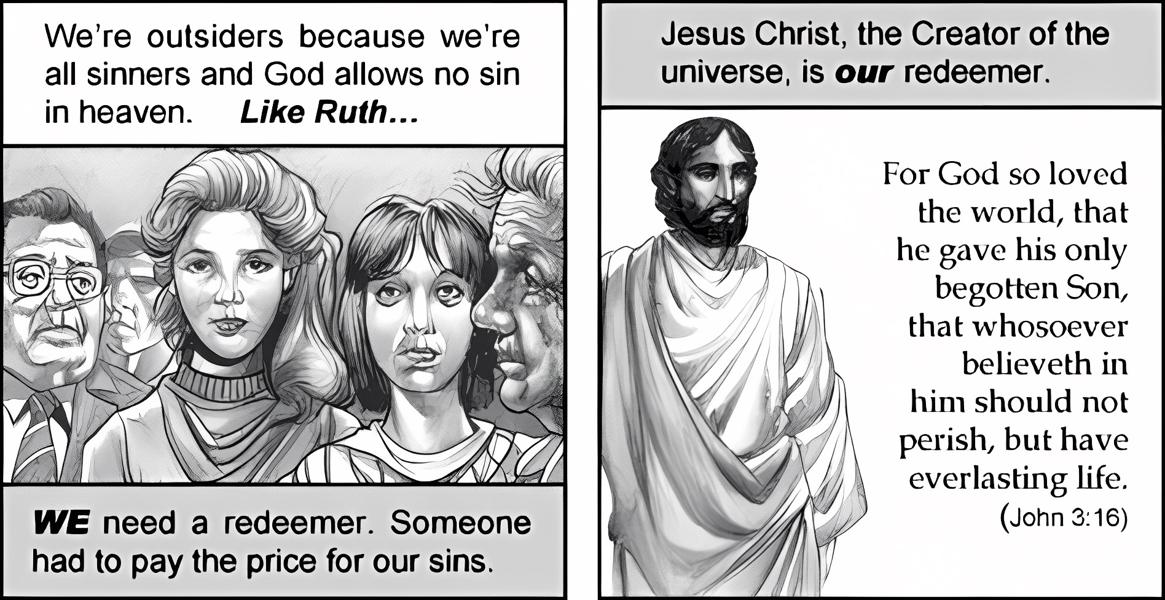 We're outsiders because we're
all sinners and God allows no sin
in heaven. Like Ruth...
WE need a redeemer. Someone
had to pay the price for our sins.
Jesus Christ, the Creator of the
universe, is our redeemer.
For God so loved
the world, that
he gave his only
begotten Son,
that whosoever
believeth in
him should not
perish, but have
everlasting life.
(John 3:16)